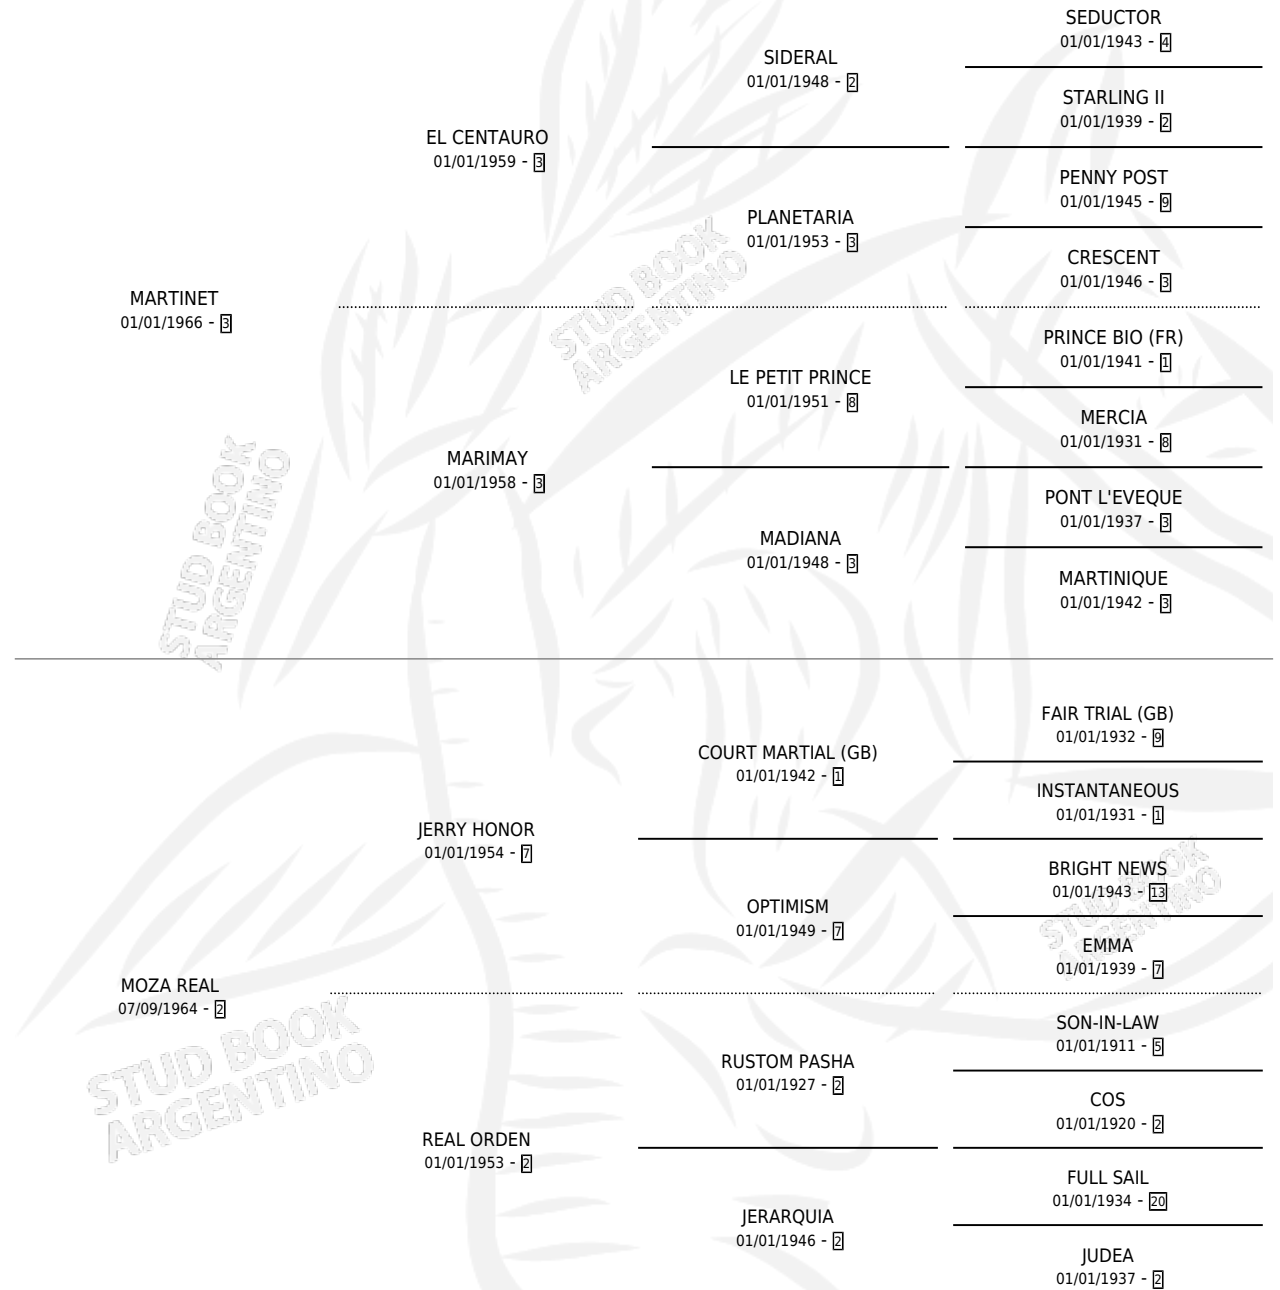 SEDUCTOR
01/01/1943 - 4
SIDERAL
01/01/1948 - 2
STARLING II
01/01/1939 - 2
EL CENTAURO
01/01/1959 - 3
PENNY POST
01/01/1945 - 9
PLANETARIA
01/01/1953 - 3
CRESCENT
01/01/1946 - 3
MARTINET
01/01/1966 - 3
PRINCE BIO (FR)
01/01/1941 - 1
LE PETIT PRINCE
01/01/1951 - 8
MERCIA
01/01/1931 - 8
MARIMAY
01/01/1958 - 3
PONT L'EVEQUE
01/01/1937 - 3
MADIANA
01/01/1948 - 3
MARTINIQUE
01/01/1942 - 3
FAIR TRIAL (GB)
01/01/1932 - 9
COURT MARTIAL (GB)
01/01/1942 - 1
INSTANTANEOUS
01/01/1931 - 1
JERRY HONOR
01/01/1954 - 7
BRIGHT NEWS
01/01/1943 - 13
OPTIMISM
01/01/1949 - 7
EMMA
01/01/1939 - 7
MOZA REAL
07/09/1964 - 2
SON-IN-LAW
01/01/1911 - 5
RUSTOM PASHA
01/01/1927 - 2
COS
01/01/1920 - 2
REAL ORDEN
01/01/1953 - 2
FULL SAIL
01/01/1934 - 20
JERARQUIA
01/01/1946 - 2
JUDEA
01/01/1937 - 2
STUD BOOK
ARGENTINO
STUD BOOK
ARGENTINO
STUD BOOK
ARGENTINO
STUD BOOK
ARGENTINO